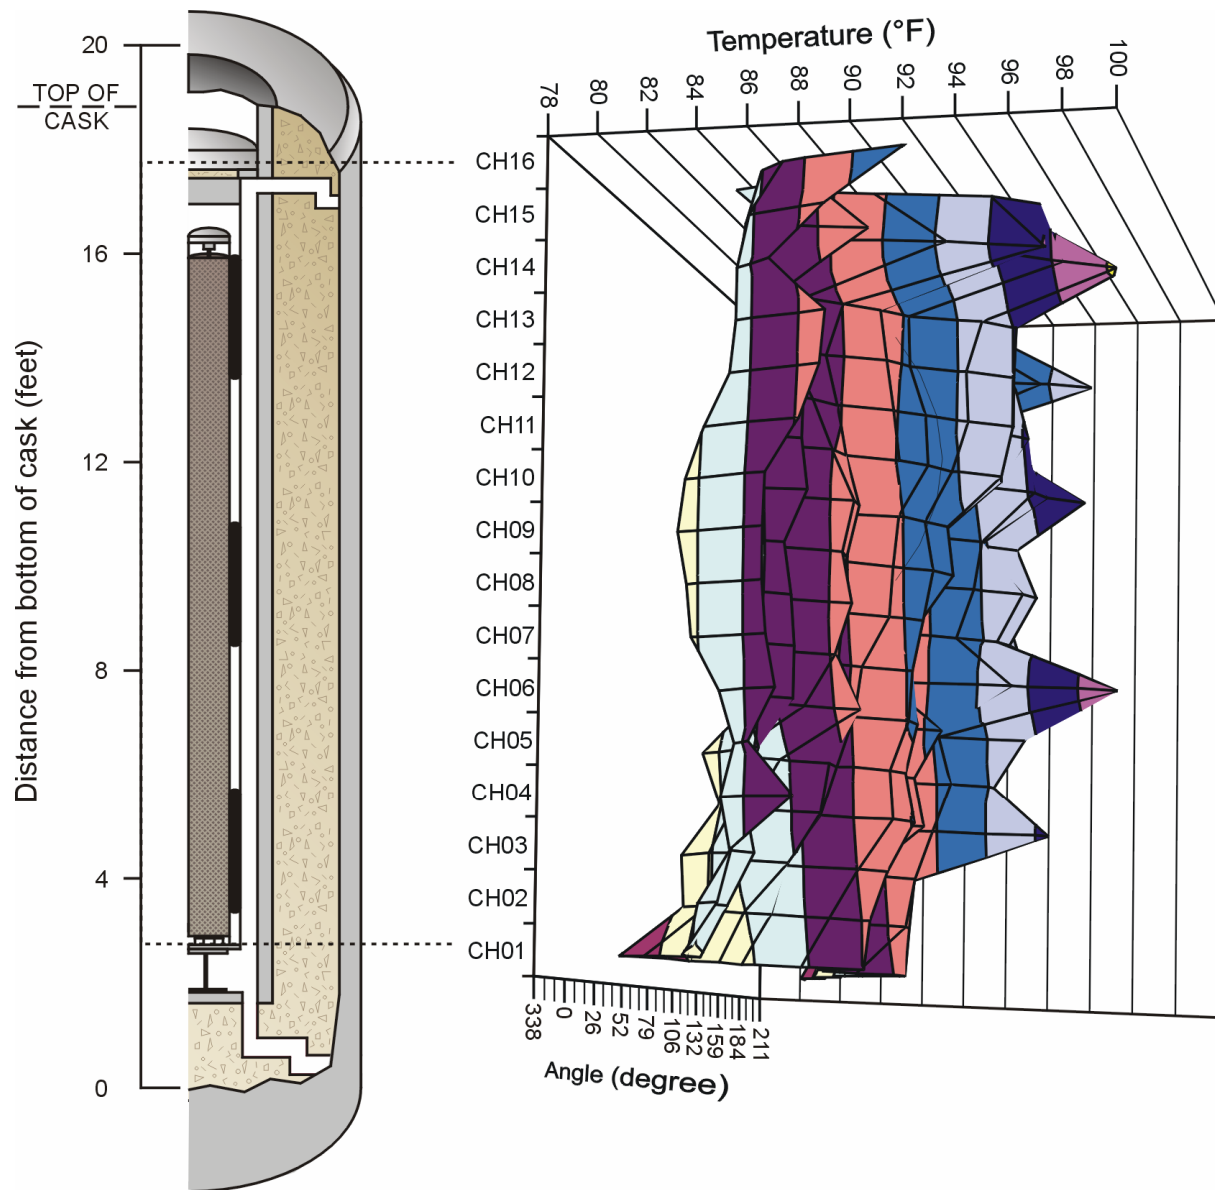 Temperature (°F)
78
80
82
84
86
88
90
92
94
96
98
100
20
TOP OF
CASK
16
12
8
4
0
Distance from bottom of cask (feet)
CH16
CH15
CH14
CH13
CH12
CH11
CH10
CH09
CH08
CH07
CH06
CH05
CH04
CH03
CH02
CH01
338
0
26
52
79
106
132
159
184
211
Angle (degree)